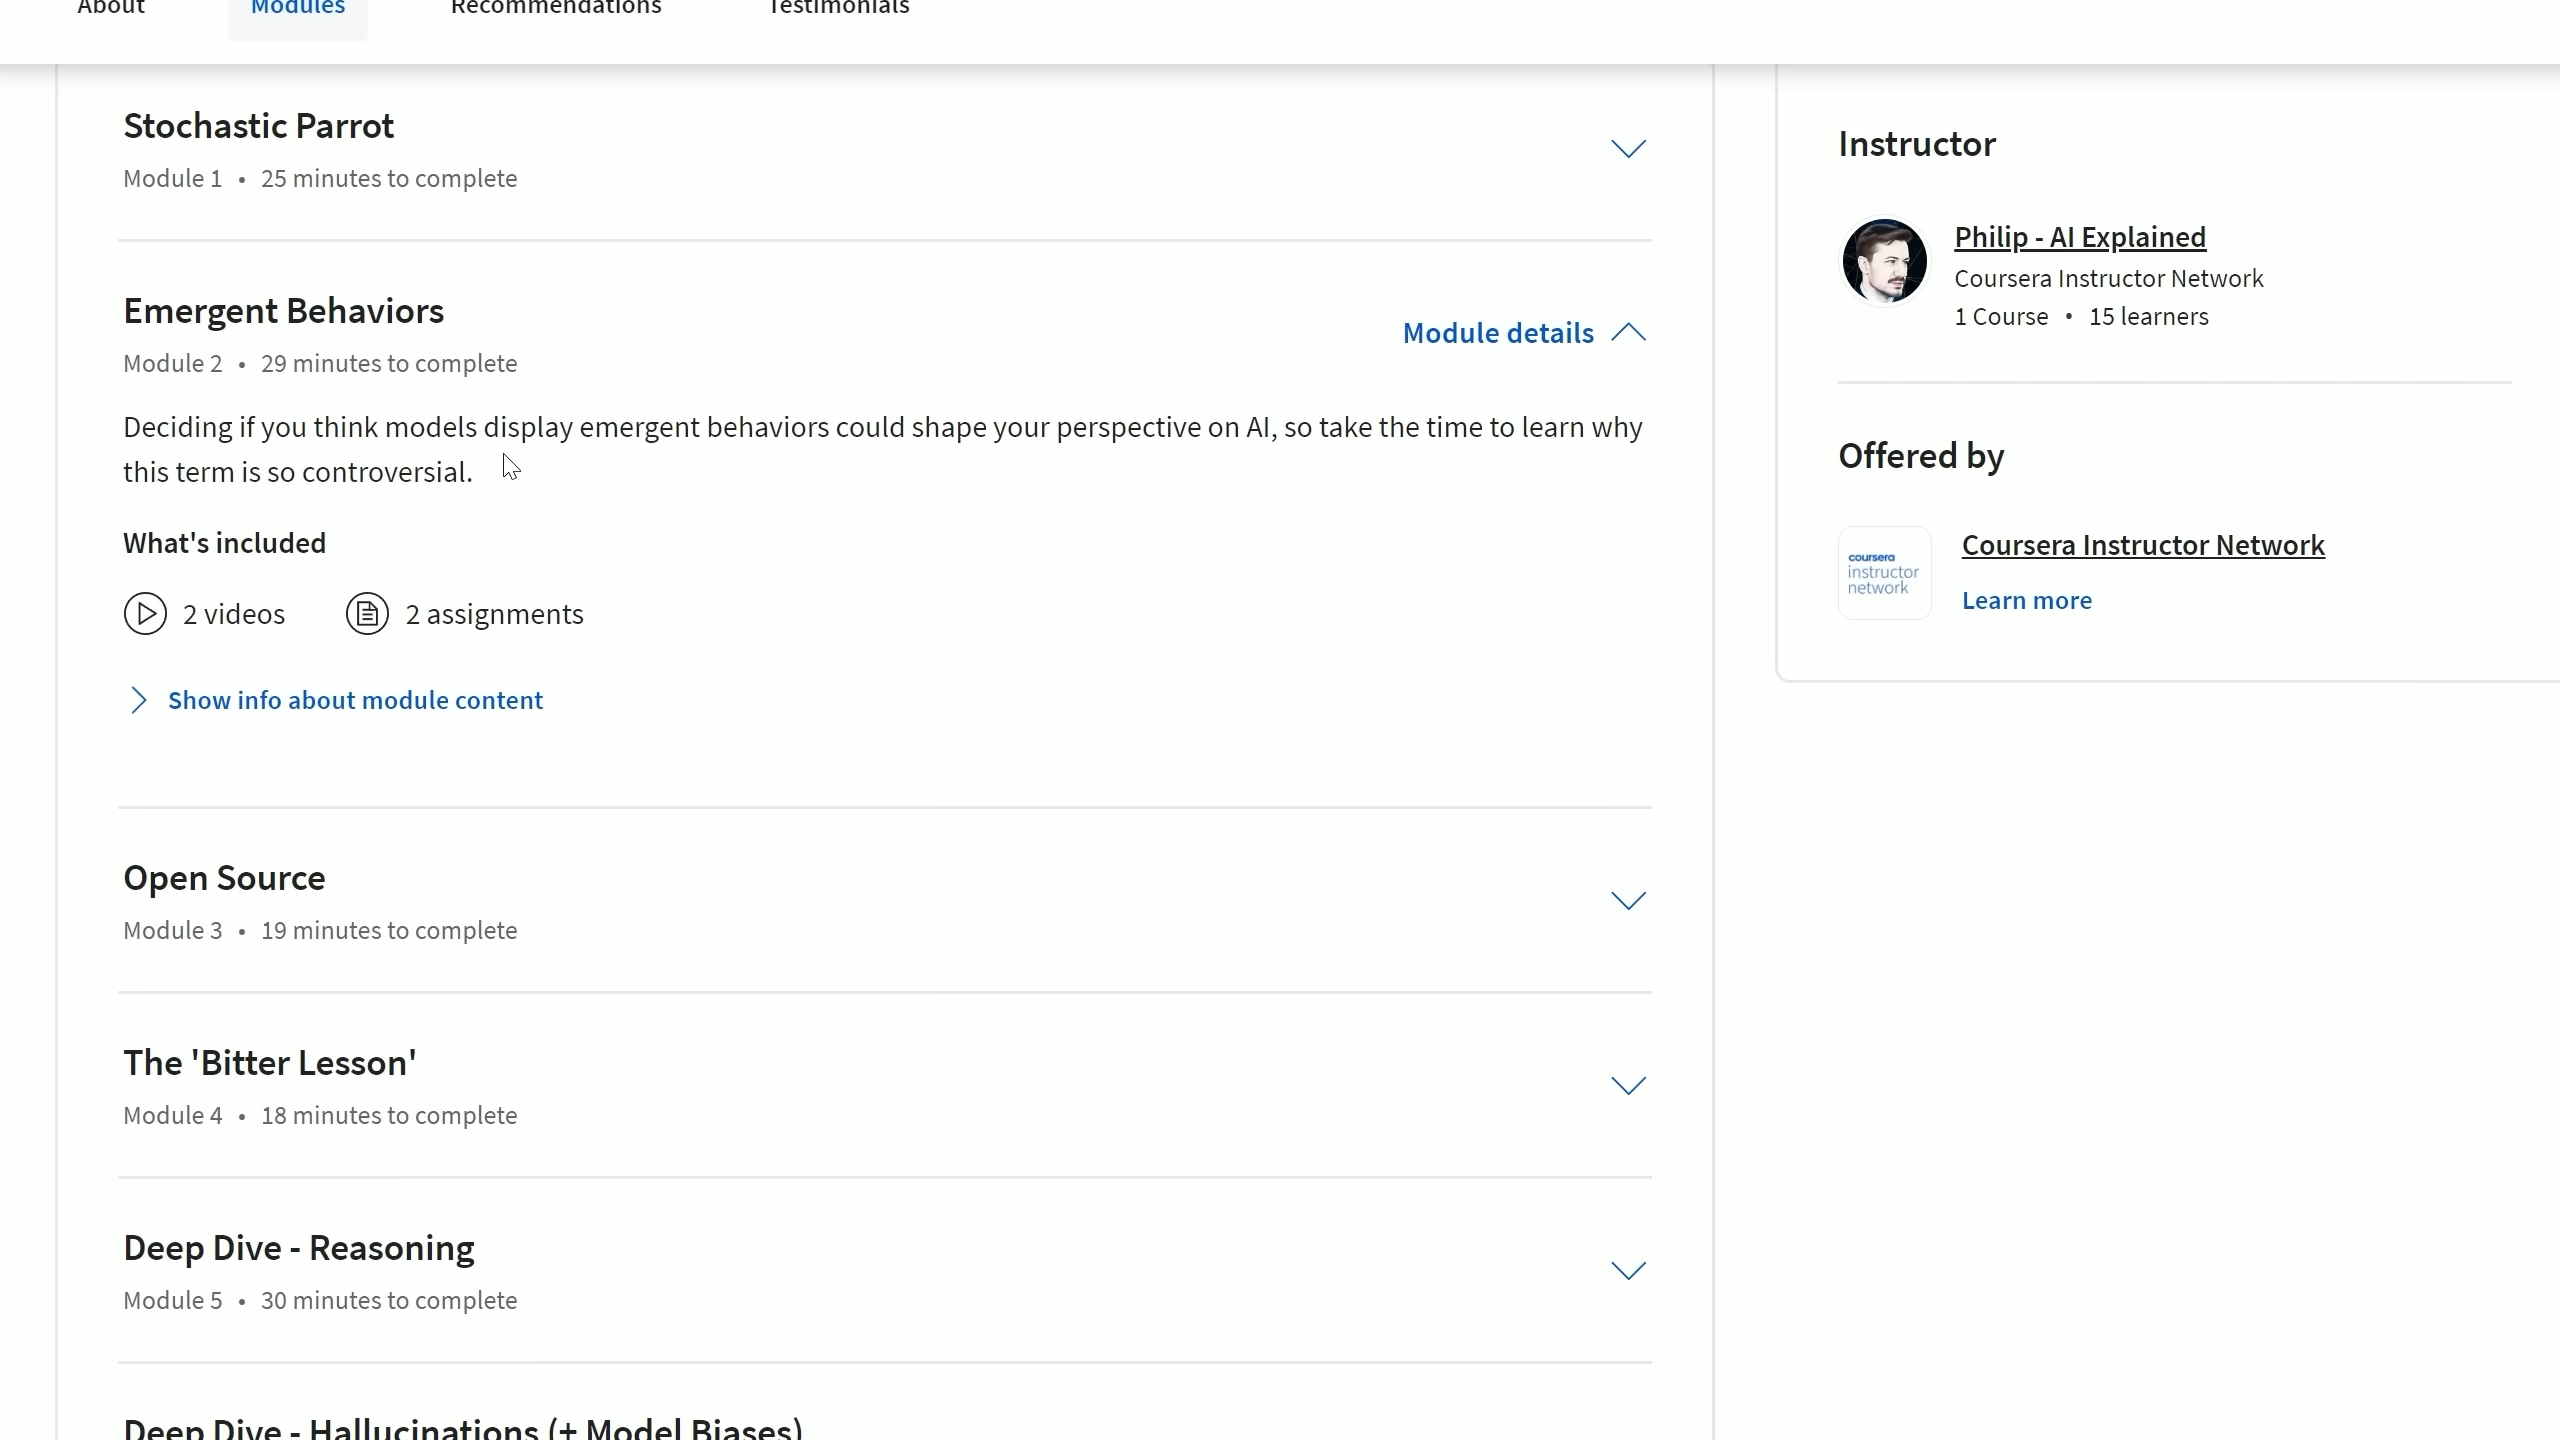 About
Modules
Recommendations
Testimonials
Stochastic Parrot
Module 1 • 25 minutes to complete
Emergent Behaviors
Module details
Module 2 • 29 minutes to complete
Deciding if you think models display emergent behaviors could shape your perspective on AI, so take the time to learn why
this term is so controversial.
What's included
2 videos
2 assignments
Show info about module content
Open Source
Module 3 • 19 minutes to complete
The 'Bitter Lesson'
Module 4 • 18 minutes to complete
Deep Dive - Reasoning
Module 5 • 30 minutes to complete
Deep Dive - Hallucinations (+ Model Biases)
Instructor
Philip - AI Explained
Coursera Instructor Network
1 Course • 15 learners
Offered by
coursera
instructor
network
Coursera Instructor Network
Learn more